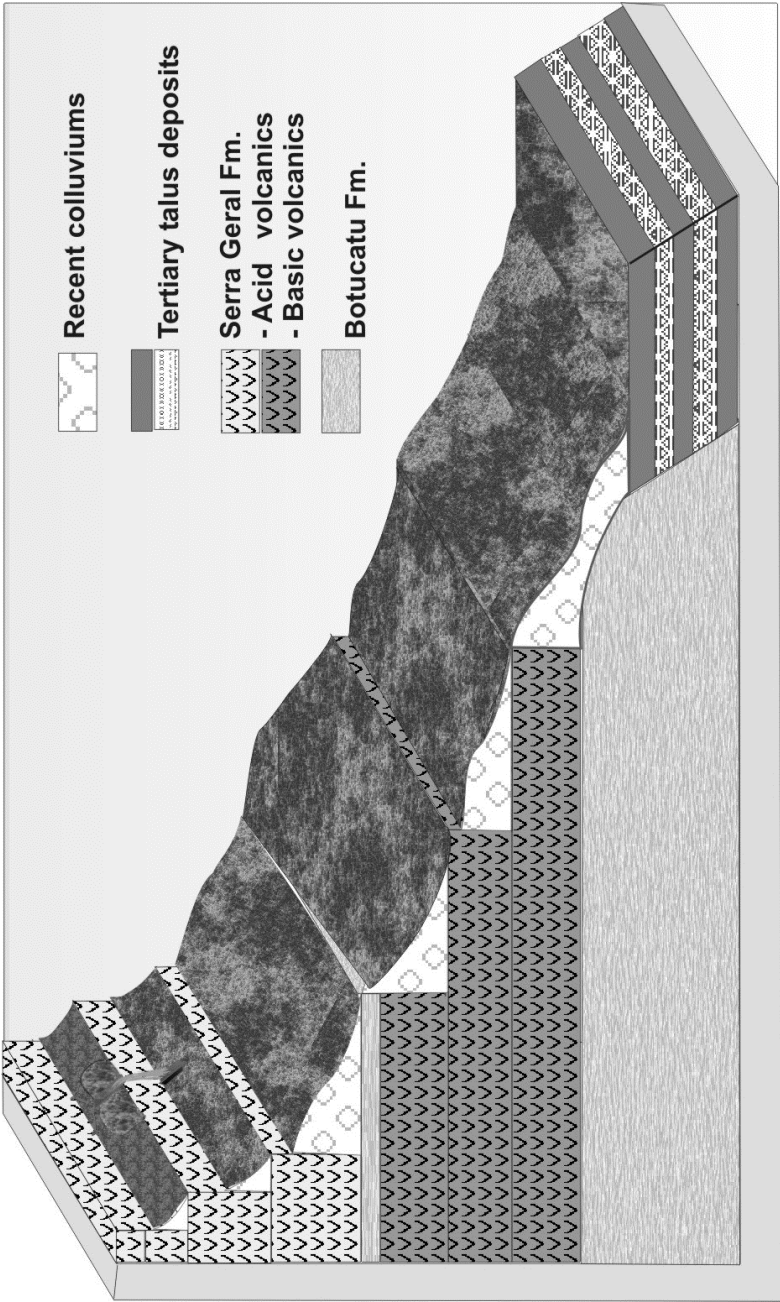 Recent colluviums
Tertiary talus deposits
Serra Geral Fm.
- Acid volcanics
- Basic volcanics
Botucatu Fm.